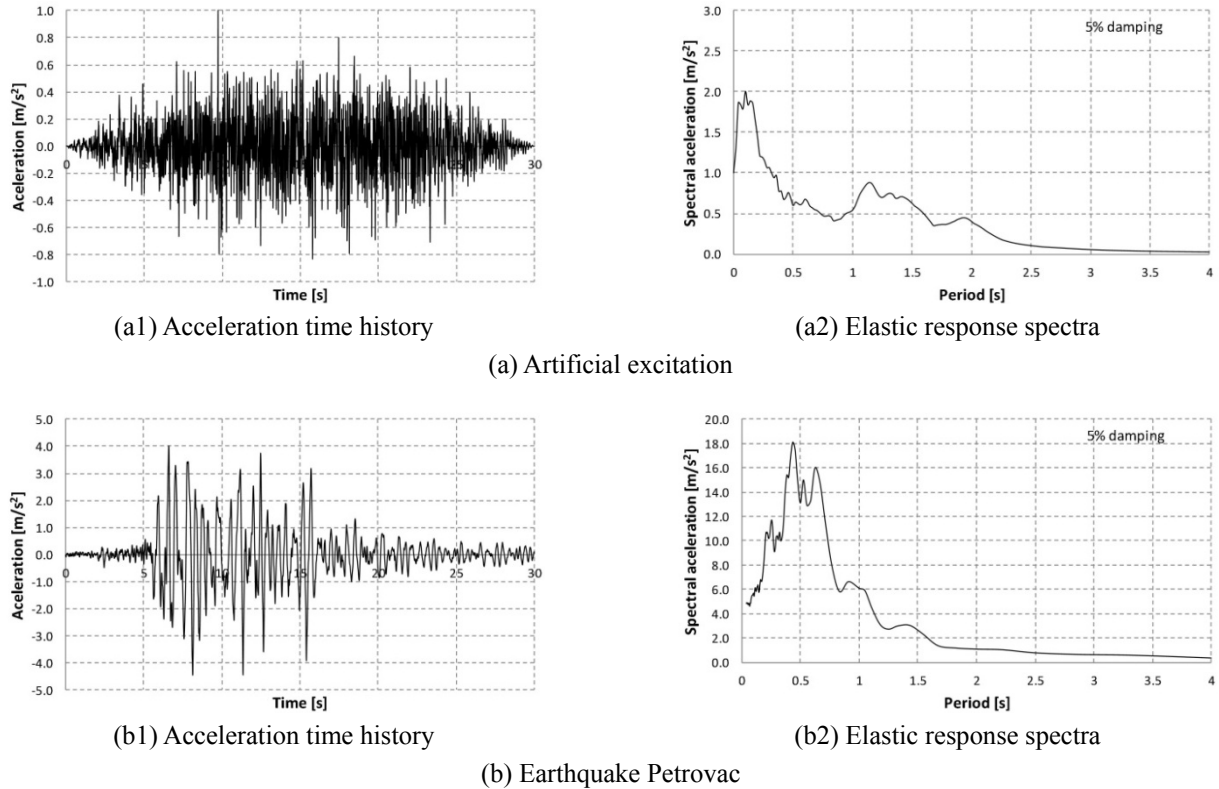 1.0
0.8
0.6
0.4
0.2
0.0
-0.2
-0.4
-0.6
-0.8
-1.0
Aceleration [m/s²]
0 5 10 15 20 25 30
Time [s]
(a1) Acceleration time history
3.0
2.5
2.0
1.5
1.0
0.5
0.0
Spectral aceleration [m/s²]
5% damping
0 0.5 1 1.5 2 2.5 3 3.5 4
Period [s]
(a2) Elastic response spectra
(a) Artificial excitation
5.0
4.0
3.0
2.0
1.0
0.0
-1.0
-2.0
-3.0
-4.0
-5.0
Aceleration [m/s²]
0 5 10 15 20 25 30
Time [s]
(b1) Acceleration time history
20.0
18.0
16.0
14.0
12.0
10.0
8.0
6.0
4.0
2.0
0.0
Spectral aceleration [m/s²]
5% damping
0 0.5 1 1.5 2 2.5 3 3.5 4
Period [s]
(b2) Elastic response spectra
(b) Earthquake Petrovac